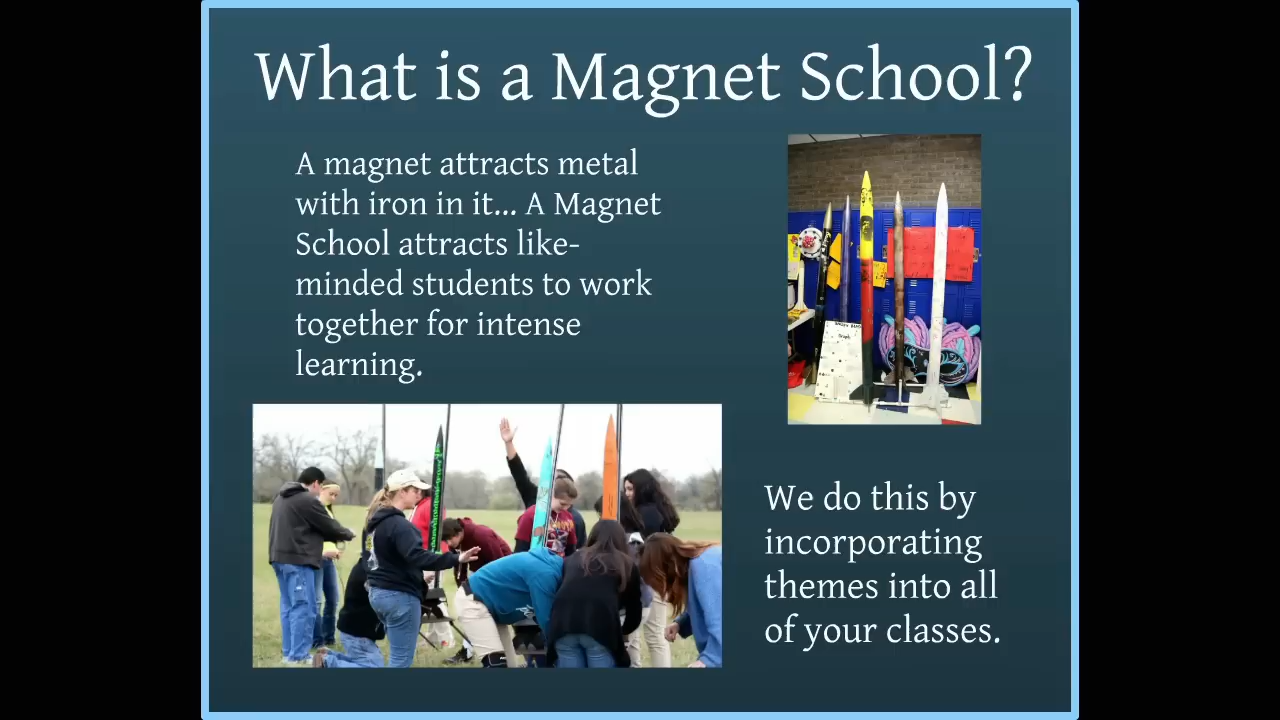 What is a Magnet School?
A magnet attracts metal
with iron in it... A Magnet
School attracts like-
minded students to work
together for intense
learning.
We do this by
incorporating
themes into all
of your classes.